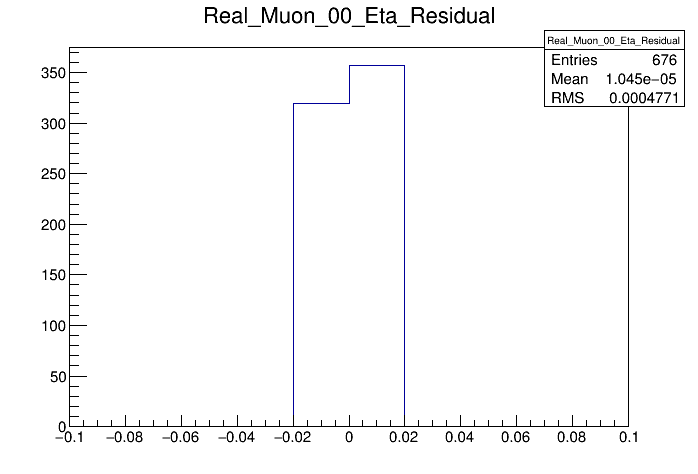 Real_Muon_00_Eta_Residual
Real_Muon_00_Eta_Residual
Entries 676
Mean 1.045e−05
RMS 0.0004771
350
300
250
200
150
100
50
0
−0.1 −0.08 −0.06 −0.04 −0.02 0 0.02 0.04 0.06 0.08 0.1